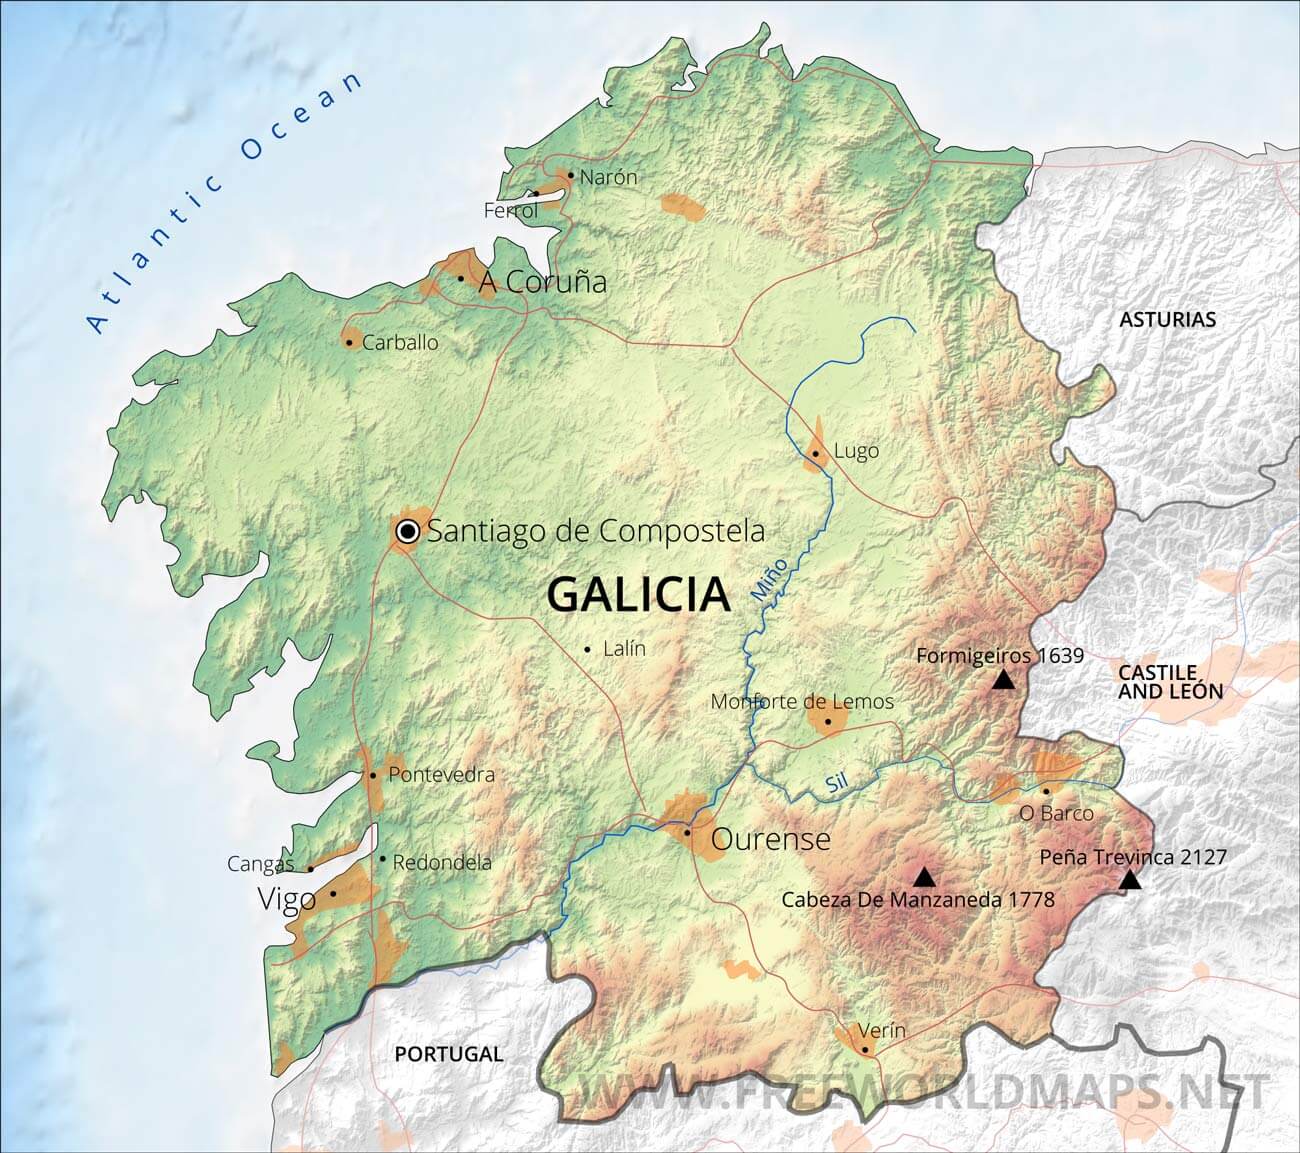 Atlantic Ocean
Narón
Ferrol
A Coruña
Carballo
ASTURIAS
Lugo
Santiago de Compostela
Miño
GALICIA
Lalín
Formigeiros 1639
CASTILE
AND LEÓN
Monforte de Lemos
Pontevedra
Sil
O Barco
Ourense
Peña Trevinca 2127
Cangas
Redondela
Vigo
Cabeza De Manzaneda 1778
Verín
PORTUGAL
WWW.FREEWORLDMAPS.NET